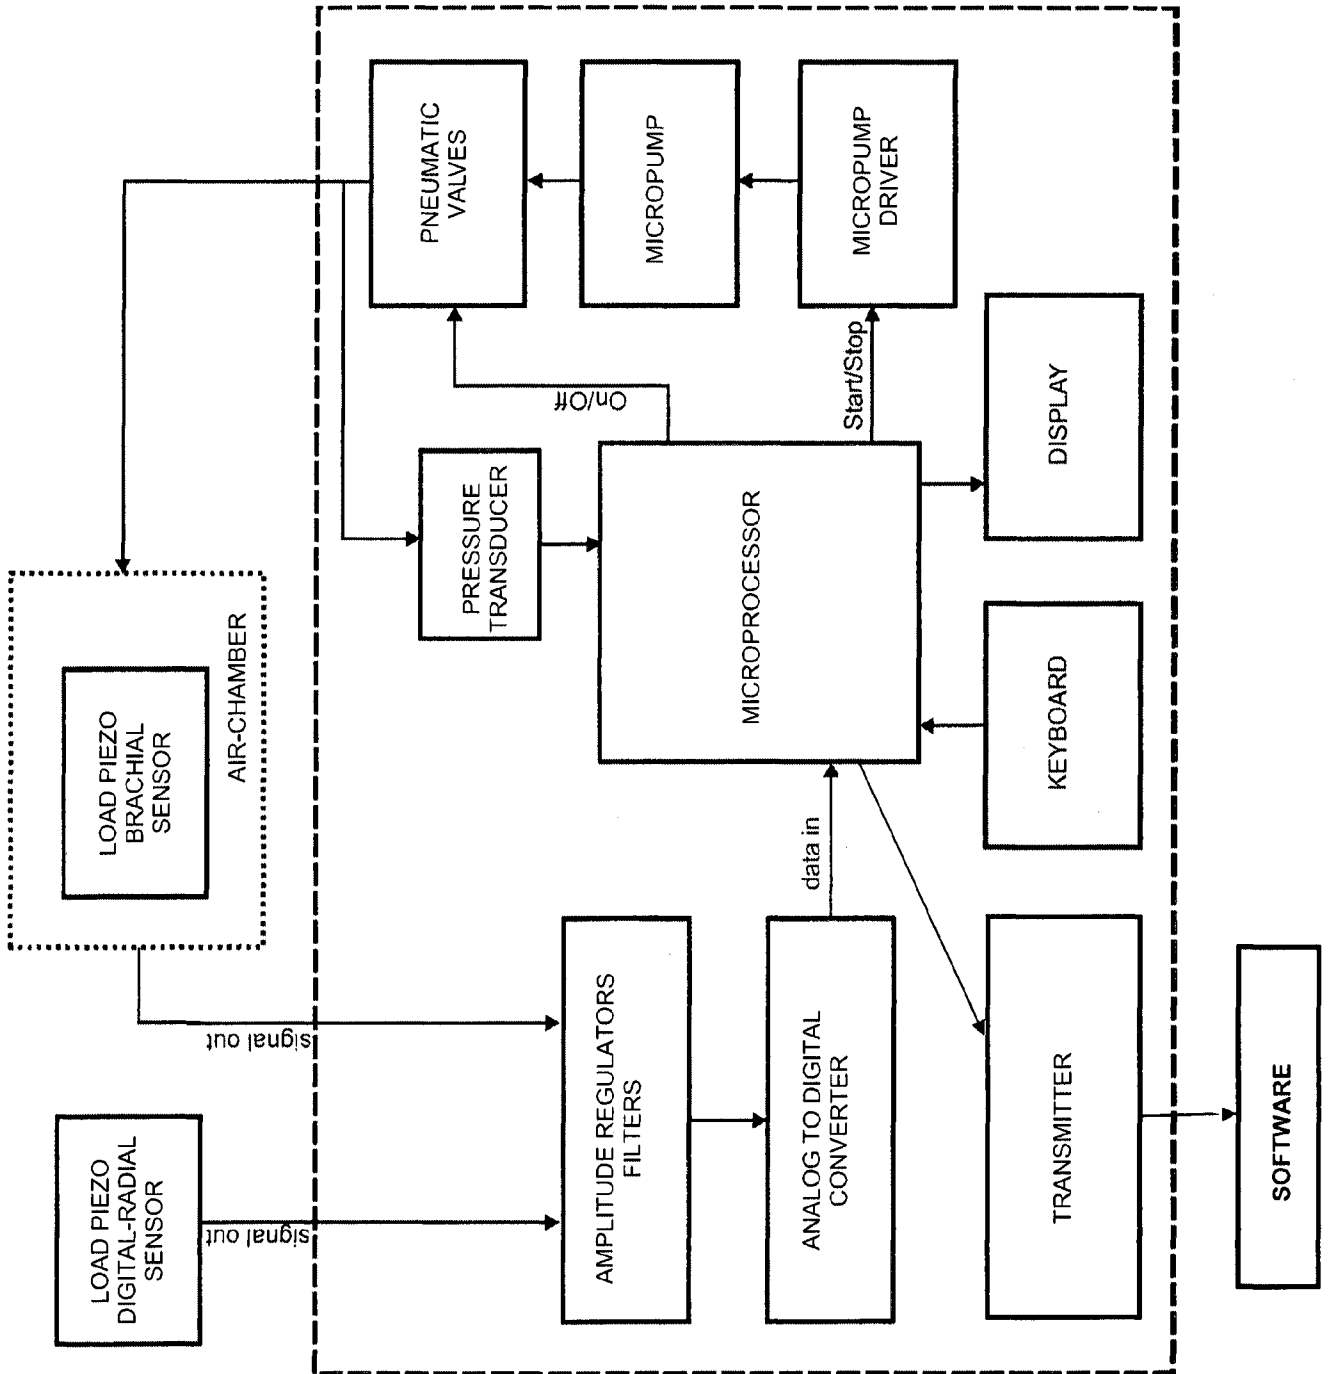 LOAD PIEZO
DIGITAL-RADIAL
SENSOR
LOAD PIEZO
BRACHIAL
SENSOR
AIR-CHAMBER
signal out
signal out
AMPLITUDE REGULATORS
FILTERS
ANALOG TO DIGITAL
CONVERTER
data in
PRESSURE
TRANSDUCER
MICROPROCESSOR
On/Off
Start/Stop
PNEUMATIC
VALVES
MICROPUMP
MICROPUMP
DRIVER
TRANSMITTER
KEYBOARD
DISPLAY
SOFTWARE